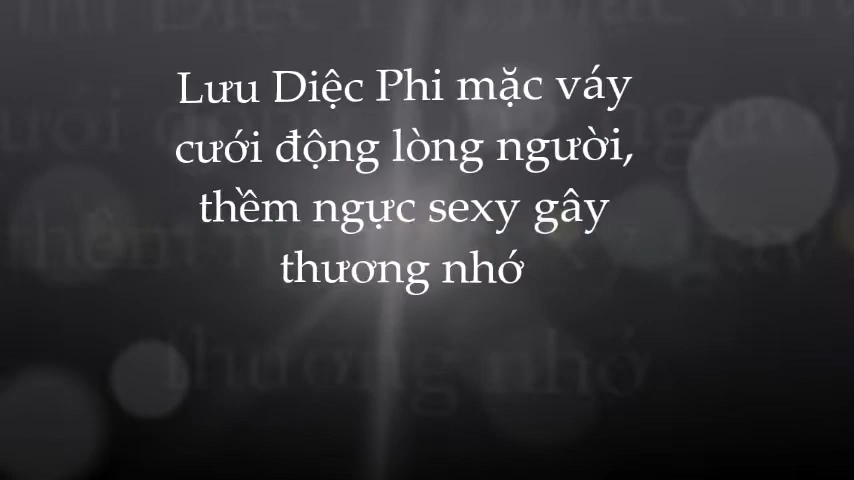 Lưu Diệc Phi mặc váy
cưới động lòng người,
thềm ngực sexy gây
thương nhớ